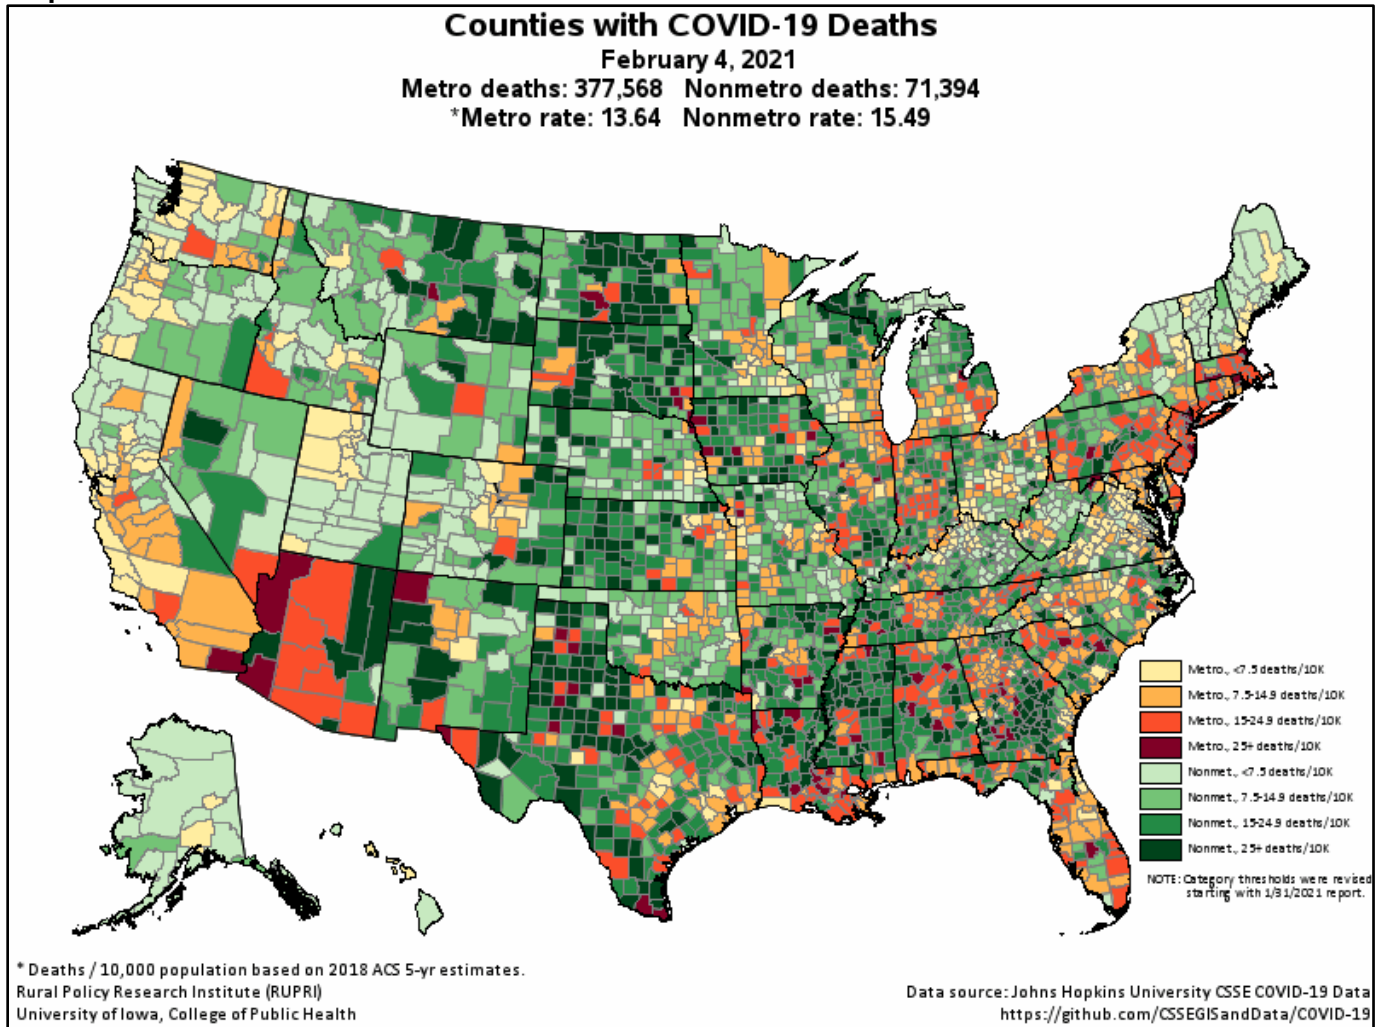 Counties with COVID-19 Deaths
February 4, 2021
Metro deaths: 377,568 Nonmetro deaths: 71,394
*Metro rate: 13.64 Nonmetro rate: 15.49
Metro., <7.5 deaths/10K
Metro., 7.5-14.9 deaths/10K
Metro., 15-24.9 deaths/10K
Metro., 25+ deaths/10K
Nonmet., <7.5 deaths/10K
Nonmet., 7.5-14.9 deaths/10K
Nonmet., 15-24.9 deaths/10K
Nonmet., 25+ deaths/10K
NOTE: Category thresholds were revised
starting with 1/31/2021 report.
* Deaths / 10,000 population based on 2018 ACS 5-yr estimates.
Rural Policy Research Institute (RUPRI)
University of Iowa, College of Public Health
Data source: Johns Hopkins University CSSE COVID-19 Data
https://github.com/CSSEGISandData/COVID-19